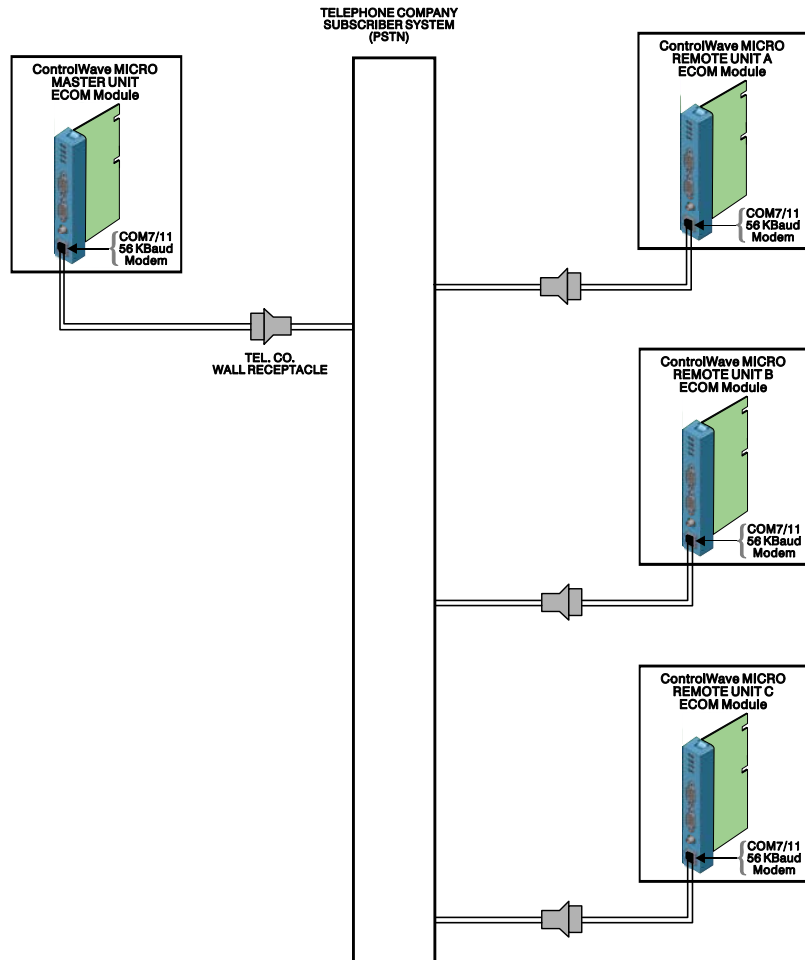 TELEPHONE COMPANY
SUBSCRIBER SYSTEM
(PSTN)
ControlWave MICRO
MASTER UNIT
ECOM Module
COM7/11
56 KBaud
Modem
TEL. CO.
WALL RECEPTACLE
ControlWave MICRO
REMOTE UNIT A
ECOM Module
COM7/11
56 KBaud
Modem
ControlWave MICRO
REMOTE UNIT B
ECOM Module
COM7/11
56 KBaud
Modem
ControlWave MICRO
REMOTE UNIT C
ECOM Module
COM7/11
56 KBaud
Modem